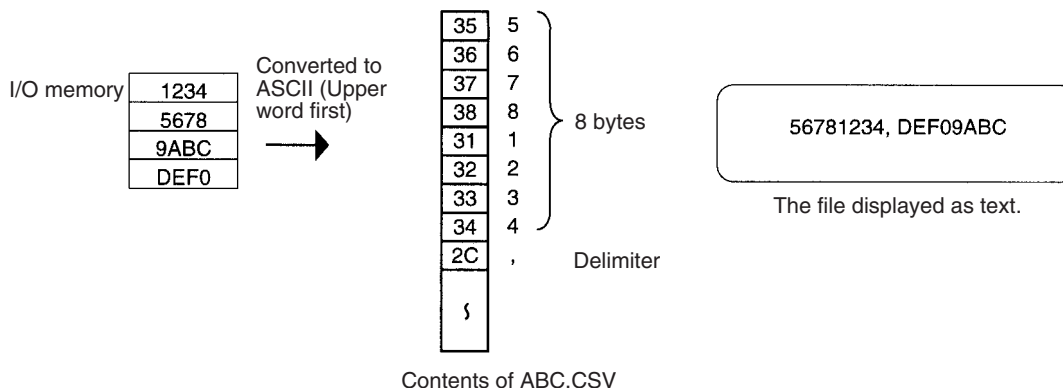 I/O memory
1234
5678
9ABC
DEF0
Converted to
ASCII (Upper
word first)
35 5
36 6
37 7
38 8
31 1
32 2
33 3
34 4
2C ,
8 bytes
Delimiter
Contents of ABC.CSV
56781234, DEF09ABC
The file displayed as text.